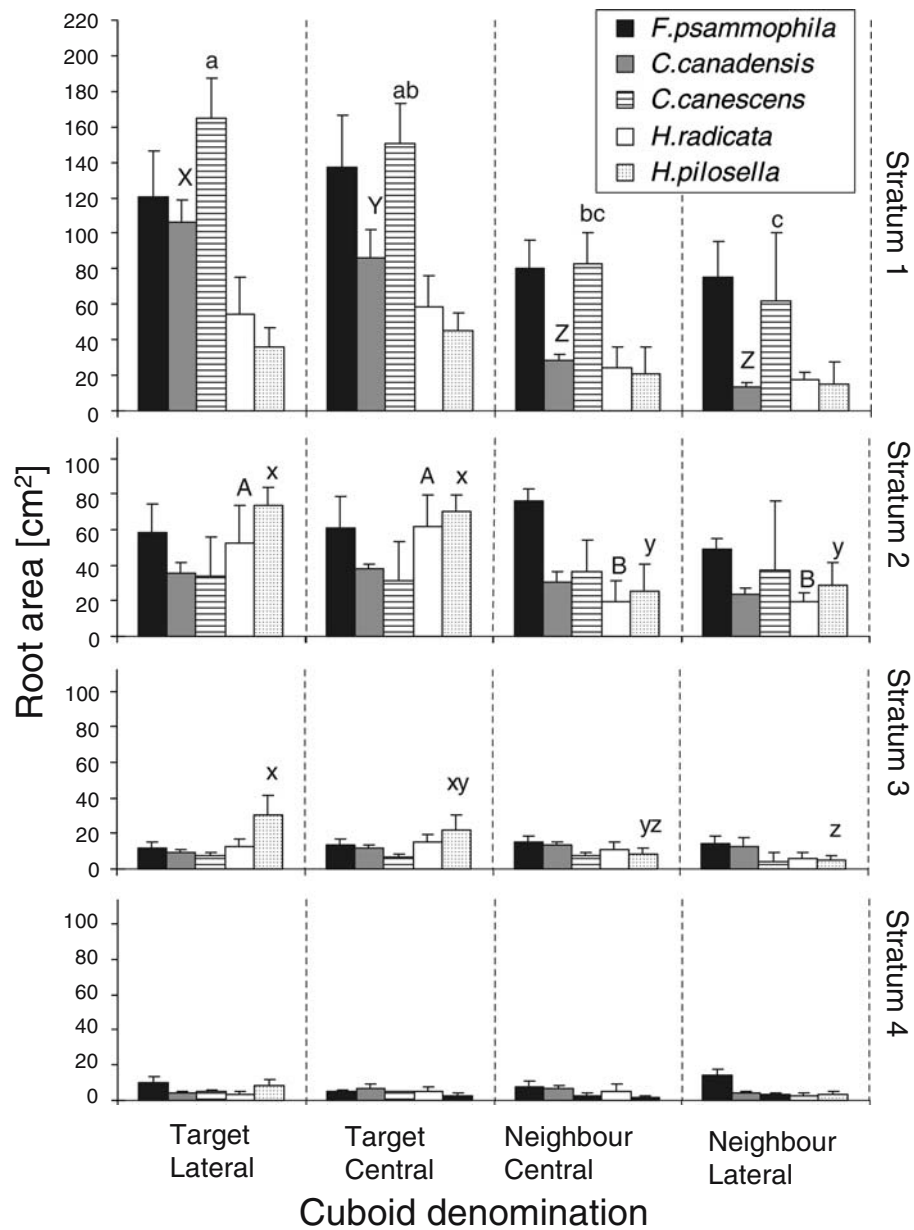 220
200
180
160
140
120
100
80
60
40
20
0
a
X
ab
Y
bc
Z
c
Z
F.psammophila
C.canadensis
C.canescens
H.radicata
H.pilosella
Stratum 1
100
80
60
40
20
0
A
x
A
x
B
y
B
y
Stratum 2
Root area [cm²]
100
80
60
40
20
0
x
xy
yz
z
Stratum 3
100
80
60
40
20
0
Stratum 4
Target
Lateral
Target
Central
Neighbour
Central
Neighbour
Lateral
Cuboid denomination